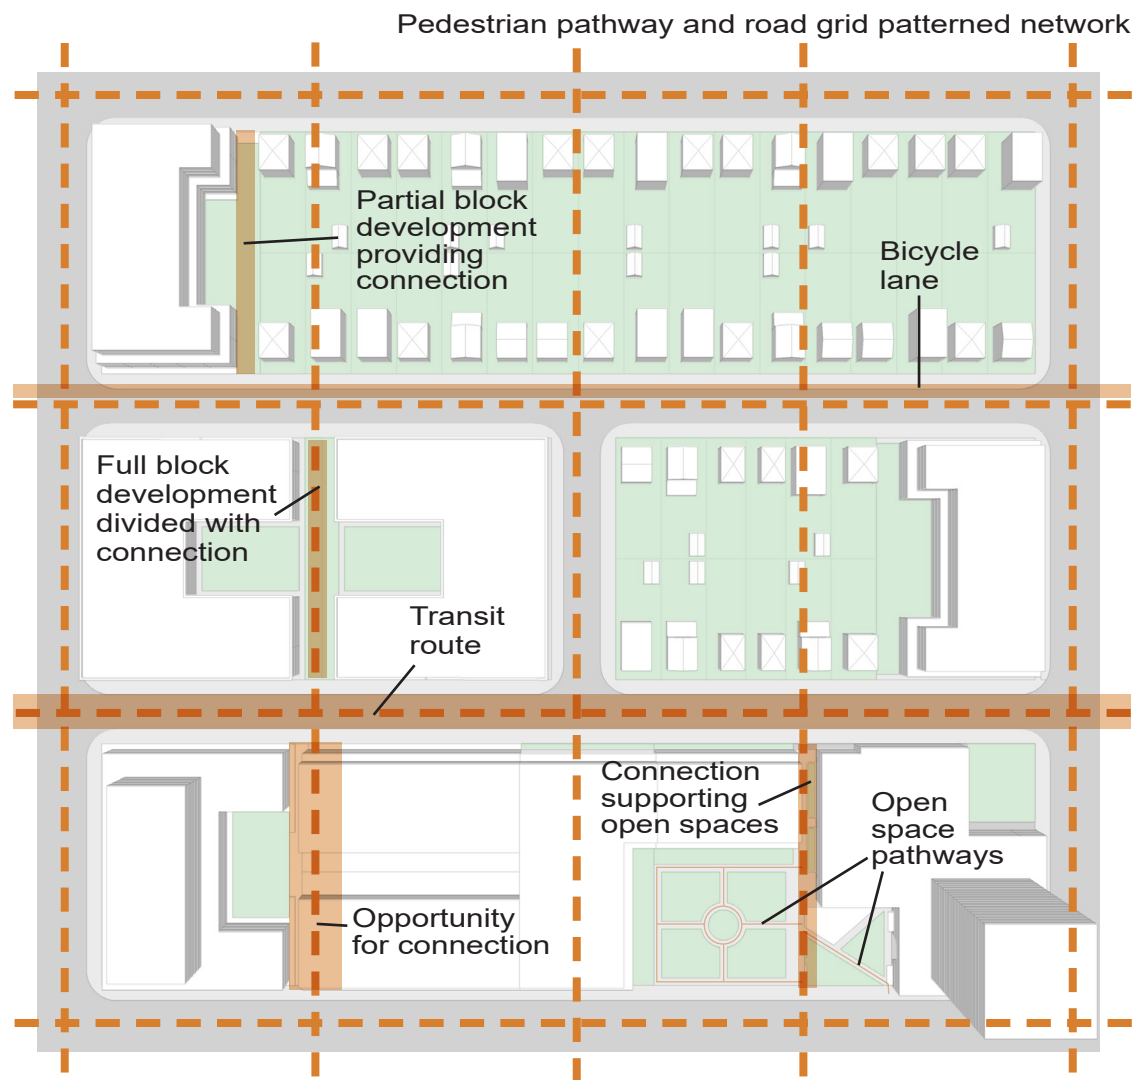 Pedestrian pathway and road grid patterned network
Partial block
development
providing
connection
Bicycle
lane
Full block
development
divided with
connection
Transit
route
Connection
supporting
open spaces
Open
space
pathways
Opportunity
for connection